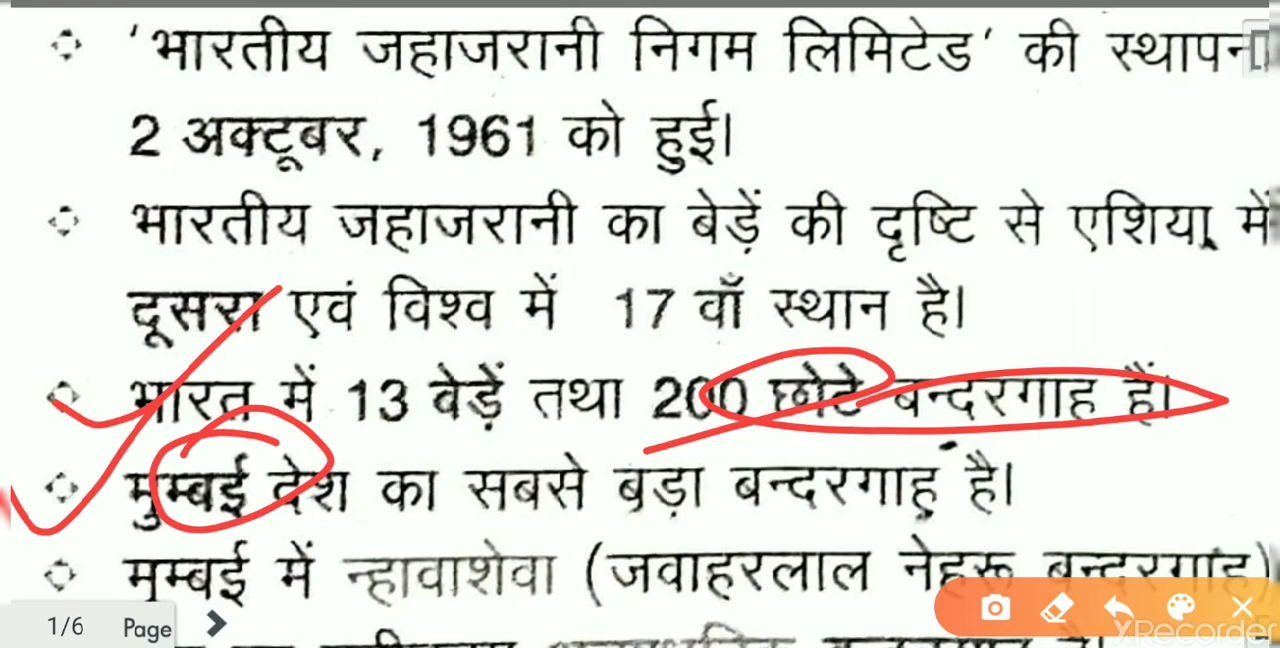 'भारतीय जहाजरानी निगम लिमिटेड' की स्थापना
2 अक्टूबर, 1961 को हुई।
भारतीय जहाजरानी का बेड़ें की दृष्टि से एशिया में
दूसरा एवं विश्व में 17 वाँ स्थान है।
भारत में 13 बेड़ें तथा 200 छोटे बन्दरगाह हैं।
मुम्बई देश का सबसे बड़ा बन्दरगाह है।
मुम्बई में न्हावाशेवा (जवाहरलाल नेहरू बन्दरगाह)
1/6 Page
XRecorder